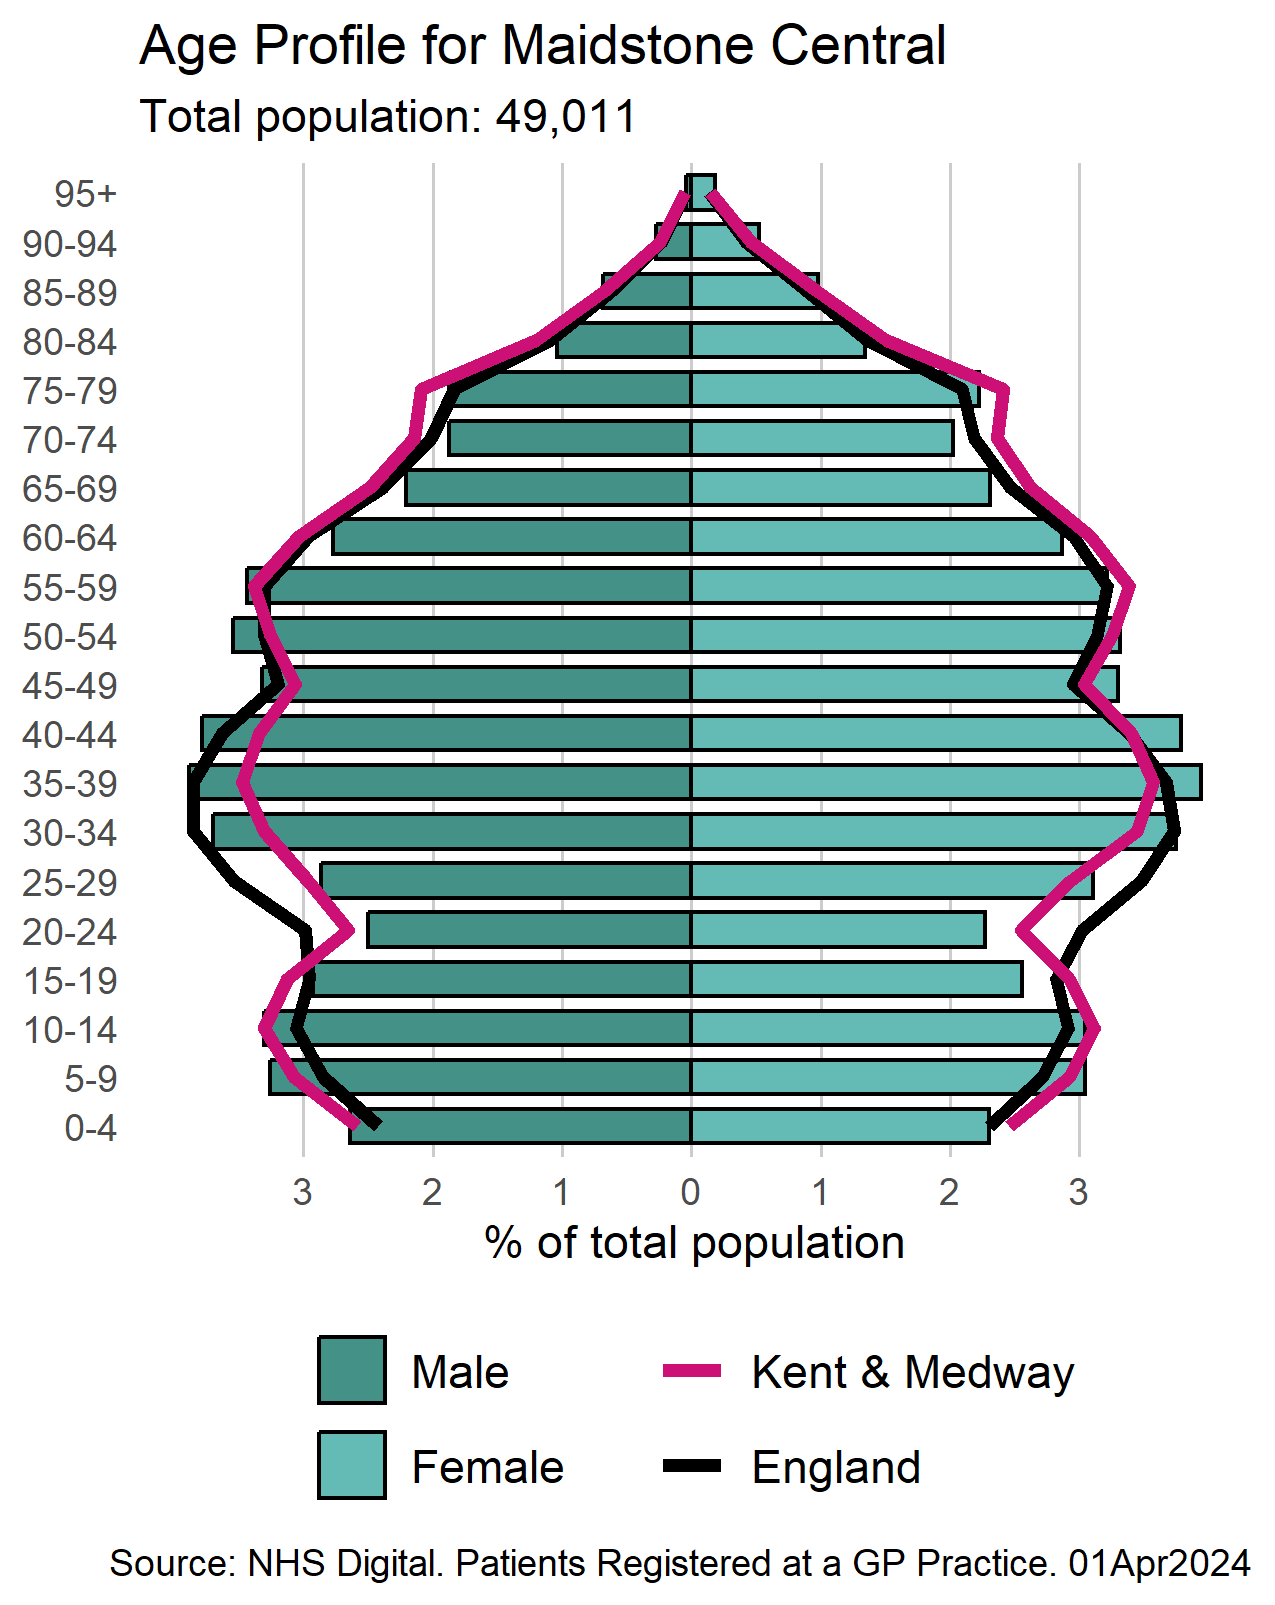 Age Profile for Maidstone Central
Total population: 49,011
95+
90-94
85-89
80-84
75-79
70-74
65-69
60-64
55-59
50-54
45-49
40-44
35-39
30-34
25-29
20-24
15-19
10-14
5-9
0-4
3 2 1 0 1 2 3
% of total population
Male Kent & Medway
Female England
Source: NHS Digital. Patients Registered at a GP Practice. 01Apr2024